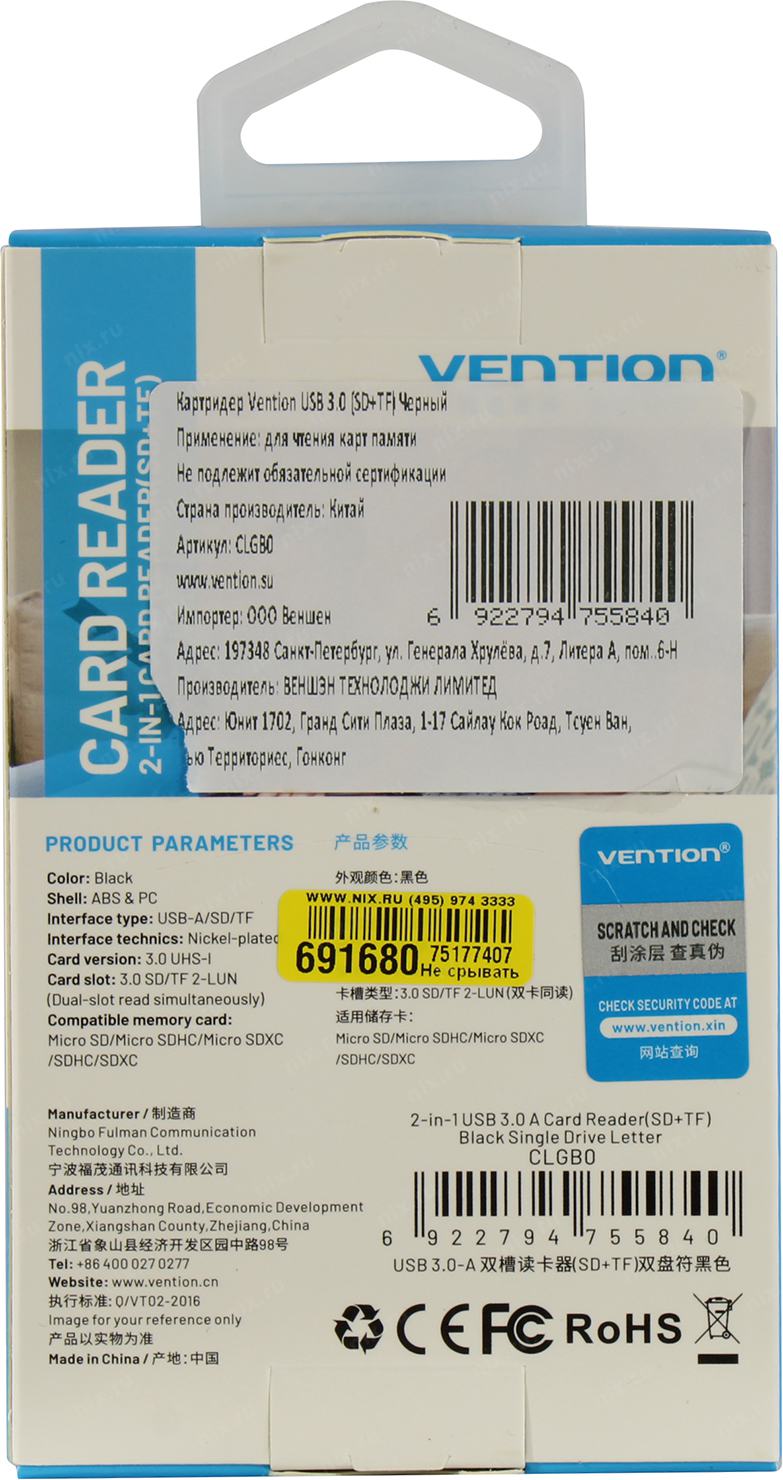 VENTION®
CARD READER
2-IN-1 CARD READER(SD+TF)
Картридер Vention USB 3.0 (SD+TF) Черный
Применение: для чтения карт памяти
Не подлежит обязательной сертификации
Страна производитель: Китай
Артикул: CLGB0
www.vention.su
Импортер: ООО Веншен
6 922794 755840
Адрес: 197348 Санкт-Петербург, ул. Генерала Хрулёва, д.7, Литера А, пом..6-Н
Производитель: ВЕНШЭН ТЕХНОЛОДЖИ ЛИМИТЕД
Адрес: Юнит 1702, Гранд Сити Плаза, 1-17 Сайлау Кок Роад, Тсуен Ван,
ью Территориес, Гонконг
PRODUCT PARAMETERS
Color: Black
Shell: ABS & PC
Interface type: USB-A/SD/TF
Interface technics: Nickel-plated
Card version: 3.0 UHS-I
Card slot: 3.0 SD/TF 2-LUN
(Dual-slot read simultaneously)
Compatible memory card:
Micro SD/Micro SDHC/Micro SDXC
/SDHC/SDXC
产品参数
外观颜色:黑色
WWW.NIX.RU (495) 974 3333
691680 75177407
Не срывать
卡槽类型:3.0 SD/TF 2-LUN(双卡同读)
适用储存卡:
Micro SD/Micro SDHC/Micro SDXC
/SDHC/SDXC
VENTION®
SCRATCH AND CHECK
刮涂层 查真伪
CHECK SECURITY CODE AT
www.vention.xin
网站查询
Manufacturer / 制造商
Ningbo Fulman Communication
Technology Co., Ltd.
宁波福茂通讯科技有限公司
Address / 地址
No.98,Yuanzhong Road,Economic Development
Zone,Xiangshan County,Zhejiang,China
浙江省象山县经济开发区园中路98号
Tel: +86 400 027 0277
Website: www.vention.cn
执行标准: Q/VT02-2016
Image for your reference only
产品以实物为准
Made in China / 产地:中国
2-in-1 USB 3.0 A Card Reader(SD+TF)
Black Single Drive Letter
CLGB0
6 922794 755840
USB 3.0-A 双槽读卡器(SD+TF)双盘符黑色
CE FC RoHS